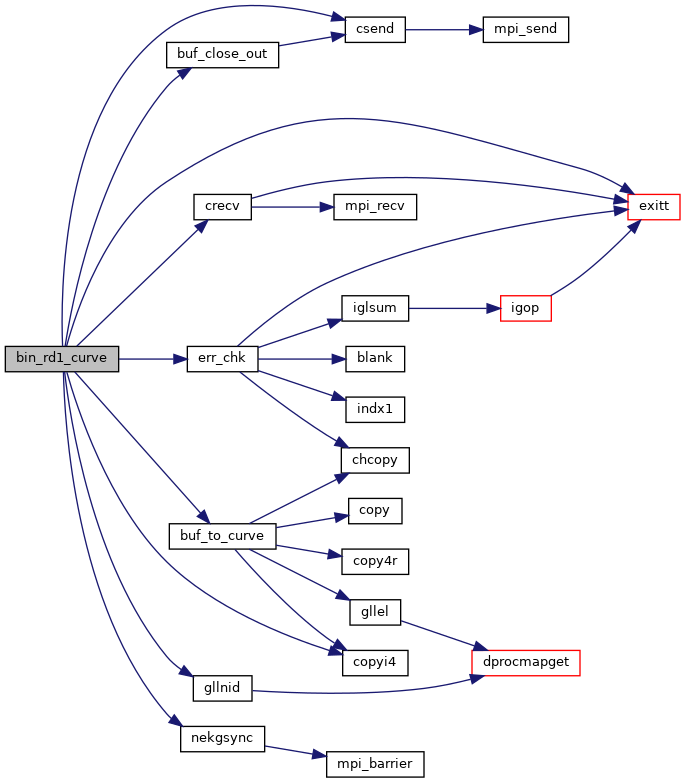 csend
mpi_send
buf_close_out
crecv
mpi_recv
exitt
iglsum
igop
bin_rd1_curve
err_chk
blank
indx1
chcopy
copy
buf_to_curve
copy4r
gllel
copyi4
dprocmapget
gllnid
nekgsync
mpi_barrier